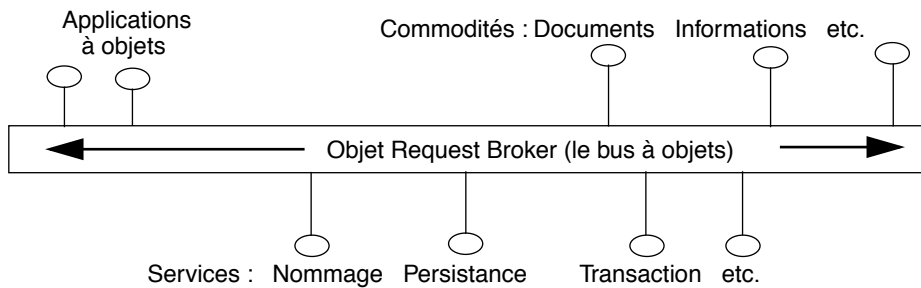 Applications
à objets
Commodités : Documents Informations etc.
Objet Request Broker (le bus à objets)
Services : Nommage Persistance Transaction etc.